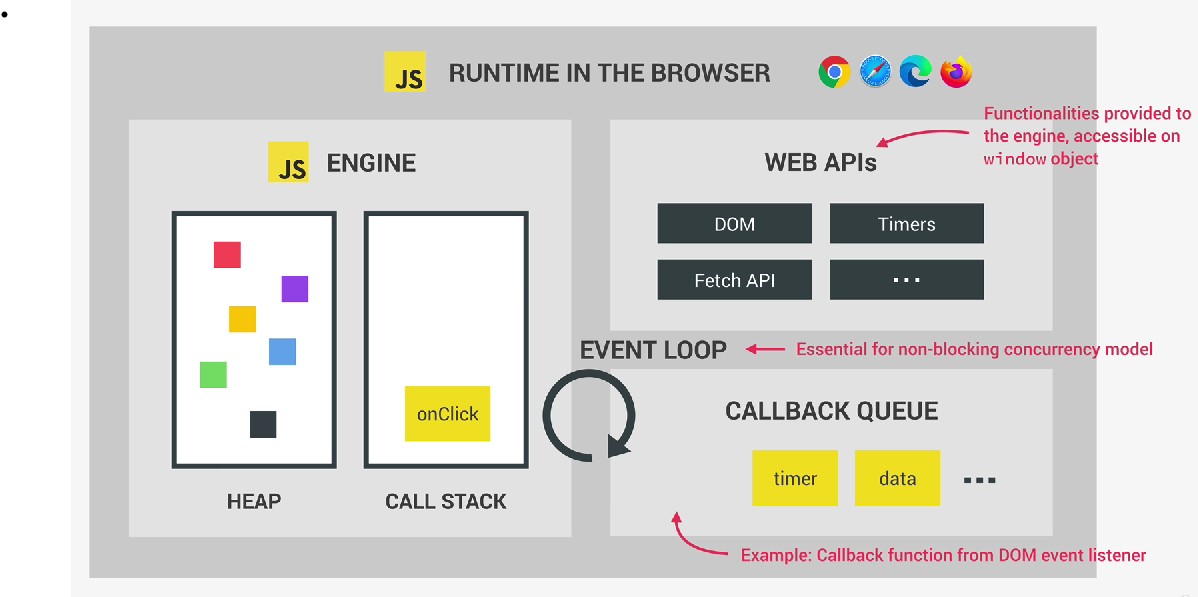 •
JS RUNTIME IN THE BROWSER
Functionalities provided to
the engine, accessible on
window object
JS ENGINE
WEB APIs
DOM
Timers
Fetch API
...
EVENT LOOP
Essential for non-blocking concurrency model
onClick
CALLBACK QUEUE
timer
data
...
HEAP
CALL STACK
Example: Callback function from DOM event listener